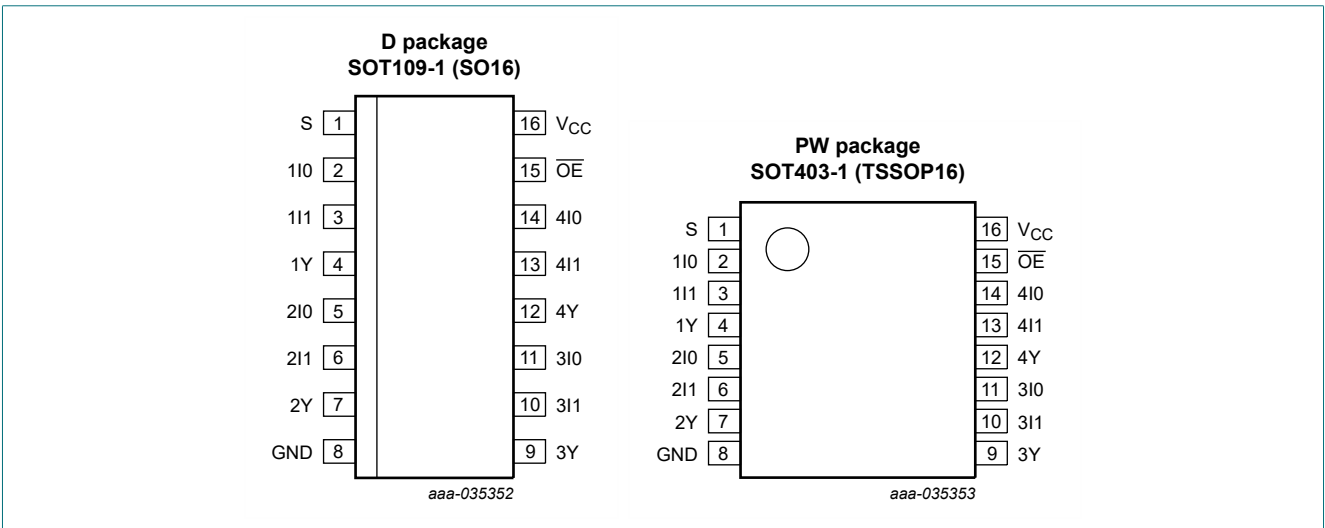 D package
SOT109-1 (SO16)
S 1 16 VCC
1I0 2 15 OE
1I1 3 14 4I0
1Y 4 13 4I1
2I0 5 12 4Y
2I1 6 11 3I0
2Y 7 10 3I1
GND 8 9 3Y
aaa-035352
PW package
SOT403-1 (TSSOP16)
S 1 16 VCC
1I0 2 15 OE
1I1 3 14 4I0
1Y 4 13 4I1
2I0 5 12 4Y
2I1 6 11 3I0
2Y 7 10 3I1
GND 8 9 3Y
aaa-035353